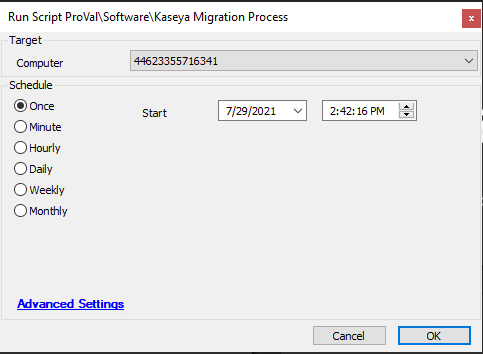 Run Script ProVal\Software\Kaseya Migration Process
x
Target
Computer 44623355716341
Schedule
Once Start 7/29/2021 2:42:16 PM
Minute
Hourly
Daily
Weekly
Monthly
Advanced Settings
Cancel OK